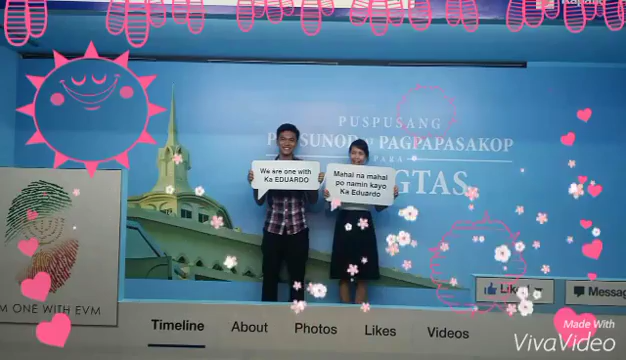 PUSPUSANG
PAGPAPASAKOP
PARA
We are one with
Ka EDUARDO
Mahal na mahal
po namin kayo
Ka Eduardo
ONE WITH EVM
Timeline
About
Photos
Likes
Videos
Made With
VivaVideo